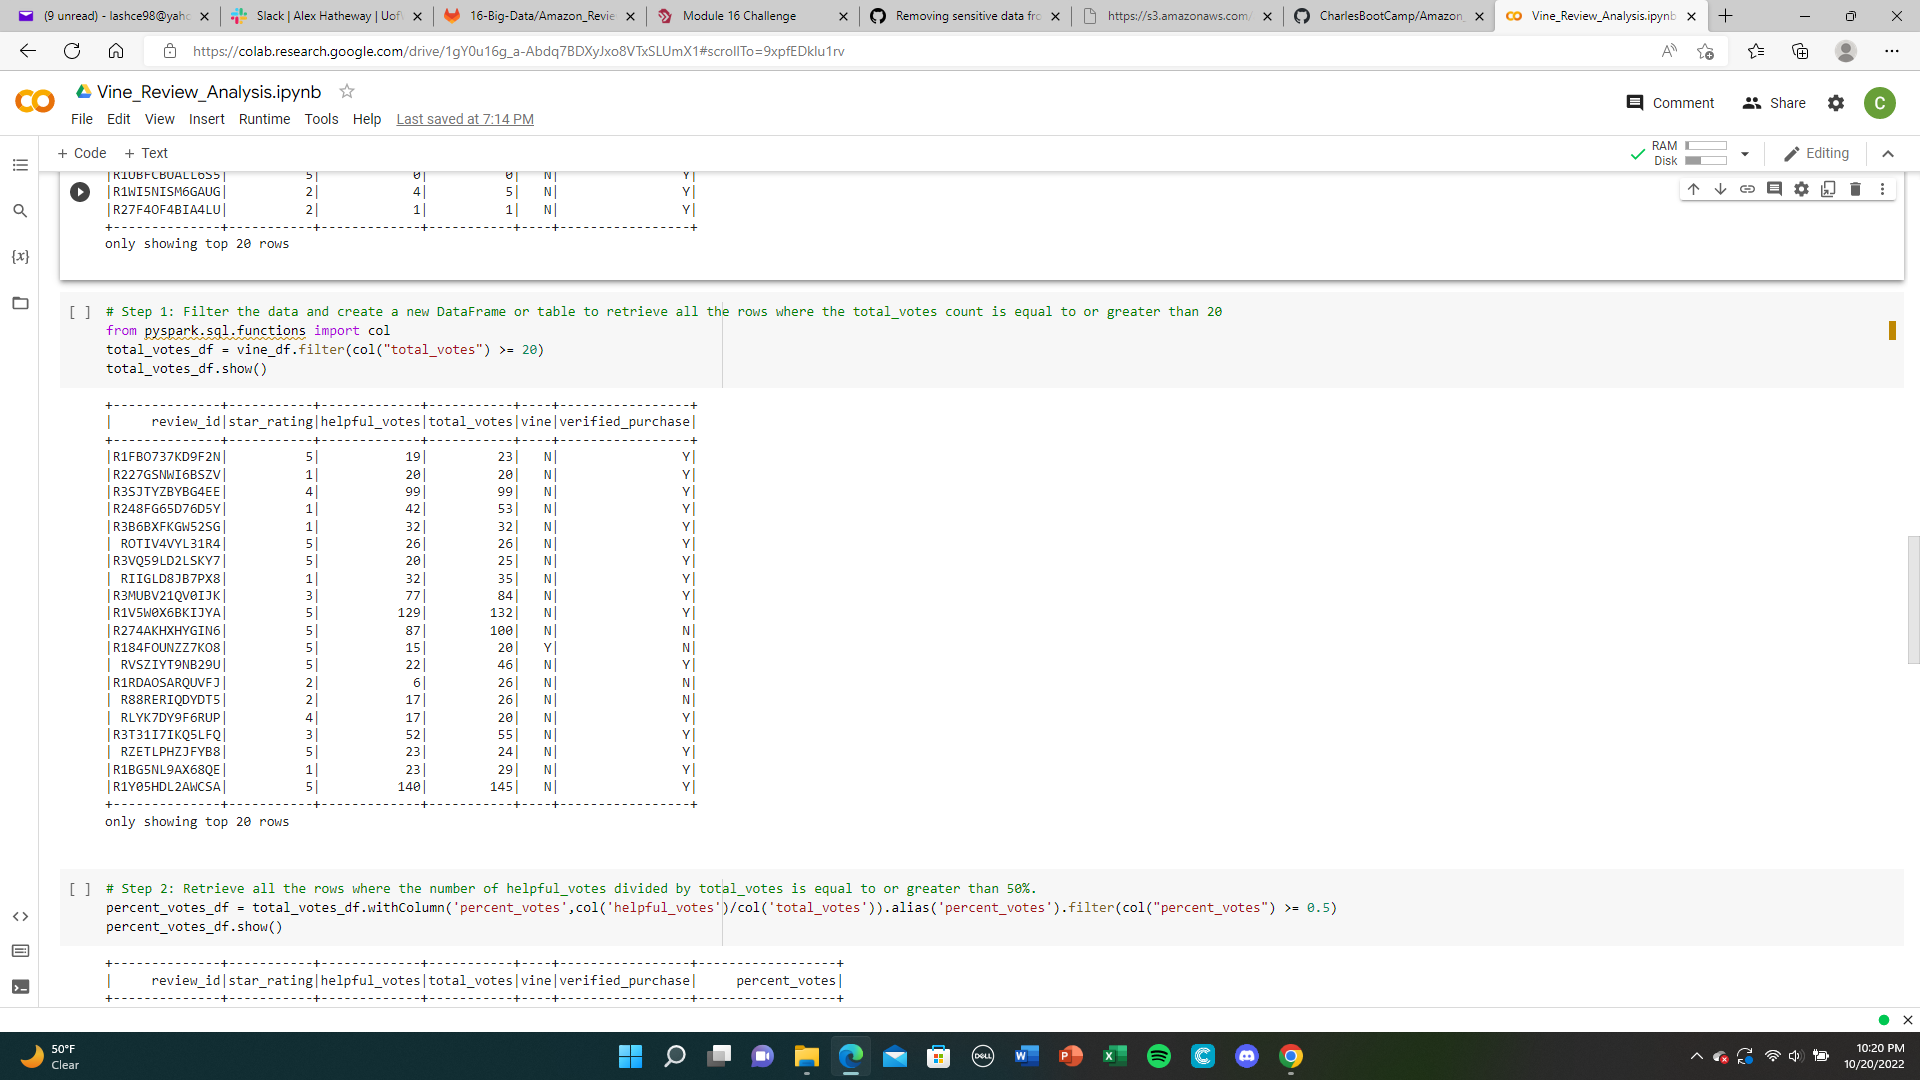 (9 unread) - lashce98@yahc
Slack | Alex Hatheway | Uof
16-Big-Data/Amazon_Revie
Module 16 Challenge
Removing sensitive data fro
https://s3.amazonaws.com/
CharlesBootCamp/Amazon_
Vine_Review_Analysis.ipynb
https://colab.research.google.com/drive/1gY0u16g_a-Abdq7BDXyJxo8VTxSLUmX1#scrollTo=9xpfEDkIu1rv
Vine_Review_Analysis.ipynb
File Edit View Insert Runtime Tools Help Last saved at 7:14 PM
Comment Share C
+ Code + Text
RAM
Disk
Editing
|R1UBFCBUALL6S5| 5| 0| 0| N| Y|
|R1WI5NISM6GAUG| 2| 4| 5| N| Y|
|R27F4OF4BIA4LU| 2| 1| 1| N| Y|
+--------------+-----------+-------------+-----------+----+-----------------+
only showing top 20 rows
[ ] # Step 1: Filter the data and create a new DataFrame or table to retrieve all the rows where the total_votes count is equal to or greater than 20
from pyspark.sql.functions import col
total_votes_df = vine_df.filter(col("total_votes") >= 20)
total_votes_df.show()
+--------------+-----------+-------------+-----------+----+-----------------+
| review_id|star_rating|helpful_votes|total_votes|vine|verified_purchase|
+--------------+-----------+-------------+-----------+----+-----------------+
|R1FBO737KD9F2N| 5| 19| 23| N| Y|
|R227GSNWI6BSZV| 1| 20| 20| N| Y|
|R3SJTYZBYBG4EE| 4| 99| 99| N| Y|
|R248FG65D76D5Y| 1| 42| 53| N| Y|
|R3B6BXFKGW52SG| 1| 32| 32| N| Y|
| ROTIV4VYL31R4| 5| 26| 26| N| Y|
|R3VQ59LD2LSKY7| 5| 20| 25| N| Y|
| RIIGLD8JB7PX8| 1| 32| 35| N| Y|
|R3MUBV21QV0IJK| 3| 77| 84| N| Y|
|R1V5W0X6BKIJYA| 5| 129| 132| N| Y|
|R274AKHXHYGIN6| 5| 87| 100| N| N|
|R184FOUNZZ7KO8| 5| 15| 20| Y| N|
| RVSZIYT9NB29U| 5| 22| 46| N| Y|
|R1RDAOSARQUVFJ| 2| 6| 26| N| N|
| R88RERIQDYDT5| 2| 17| 26| N| N|
| RLYK7DY9F6RUP| 4| 17| 20| N| Y|
|R3T31I7IKQ5LFQ| 3| 52| 55| N| Y|
| RZETLPHZJFYB8| 5| 23| 24| N| Y|
|R1BG5NL9AX68QE| 1| 23| 29| N| Y|
|R1Y05HDL2AWCSA| 5| 140| 145| N| Y|
+--------------+-----------+-------------+-----------+----+-----------------+
only showing top 20 rows
[ ] # Step 2: Retrieve all the rows where the number of helpful_votes divided by total_votes is equal to or greater than 50%.
percent_votes_df = total_votes_df.withColumn('percent_votes',col('helpful_votes')/col('total_votes')).alias('percent_votes').filter(col("percent_votes") >= 0.5)
percent_votes_df.show()
+--------------+-----------+-------------+-----------+----+-----------------+------------------+
| review_id|star_rating|helpful_votes|total_votes|vine|verified_purchase| percent_votes|
+--------------+-----------+-------------+-----------+----+-----------------+------------------+
50°F
Clear
DELL
10:20 PM
10/20/2022